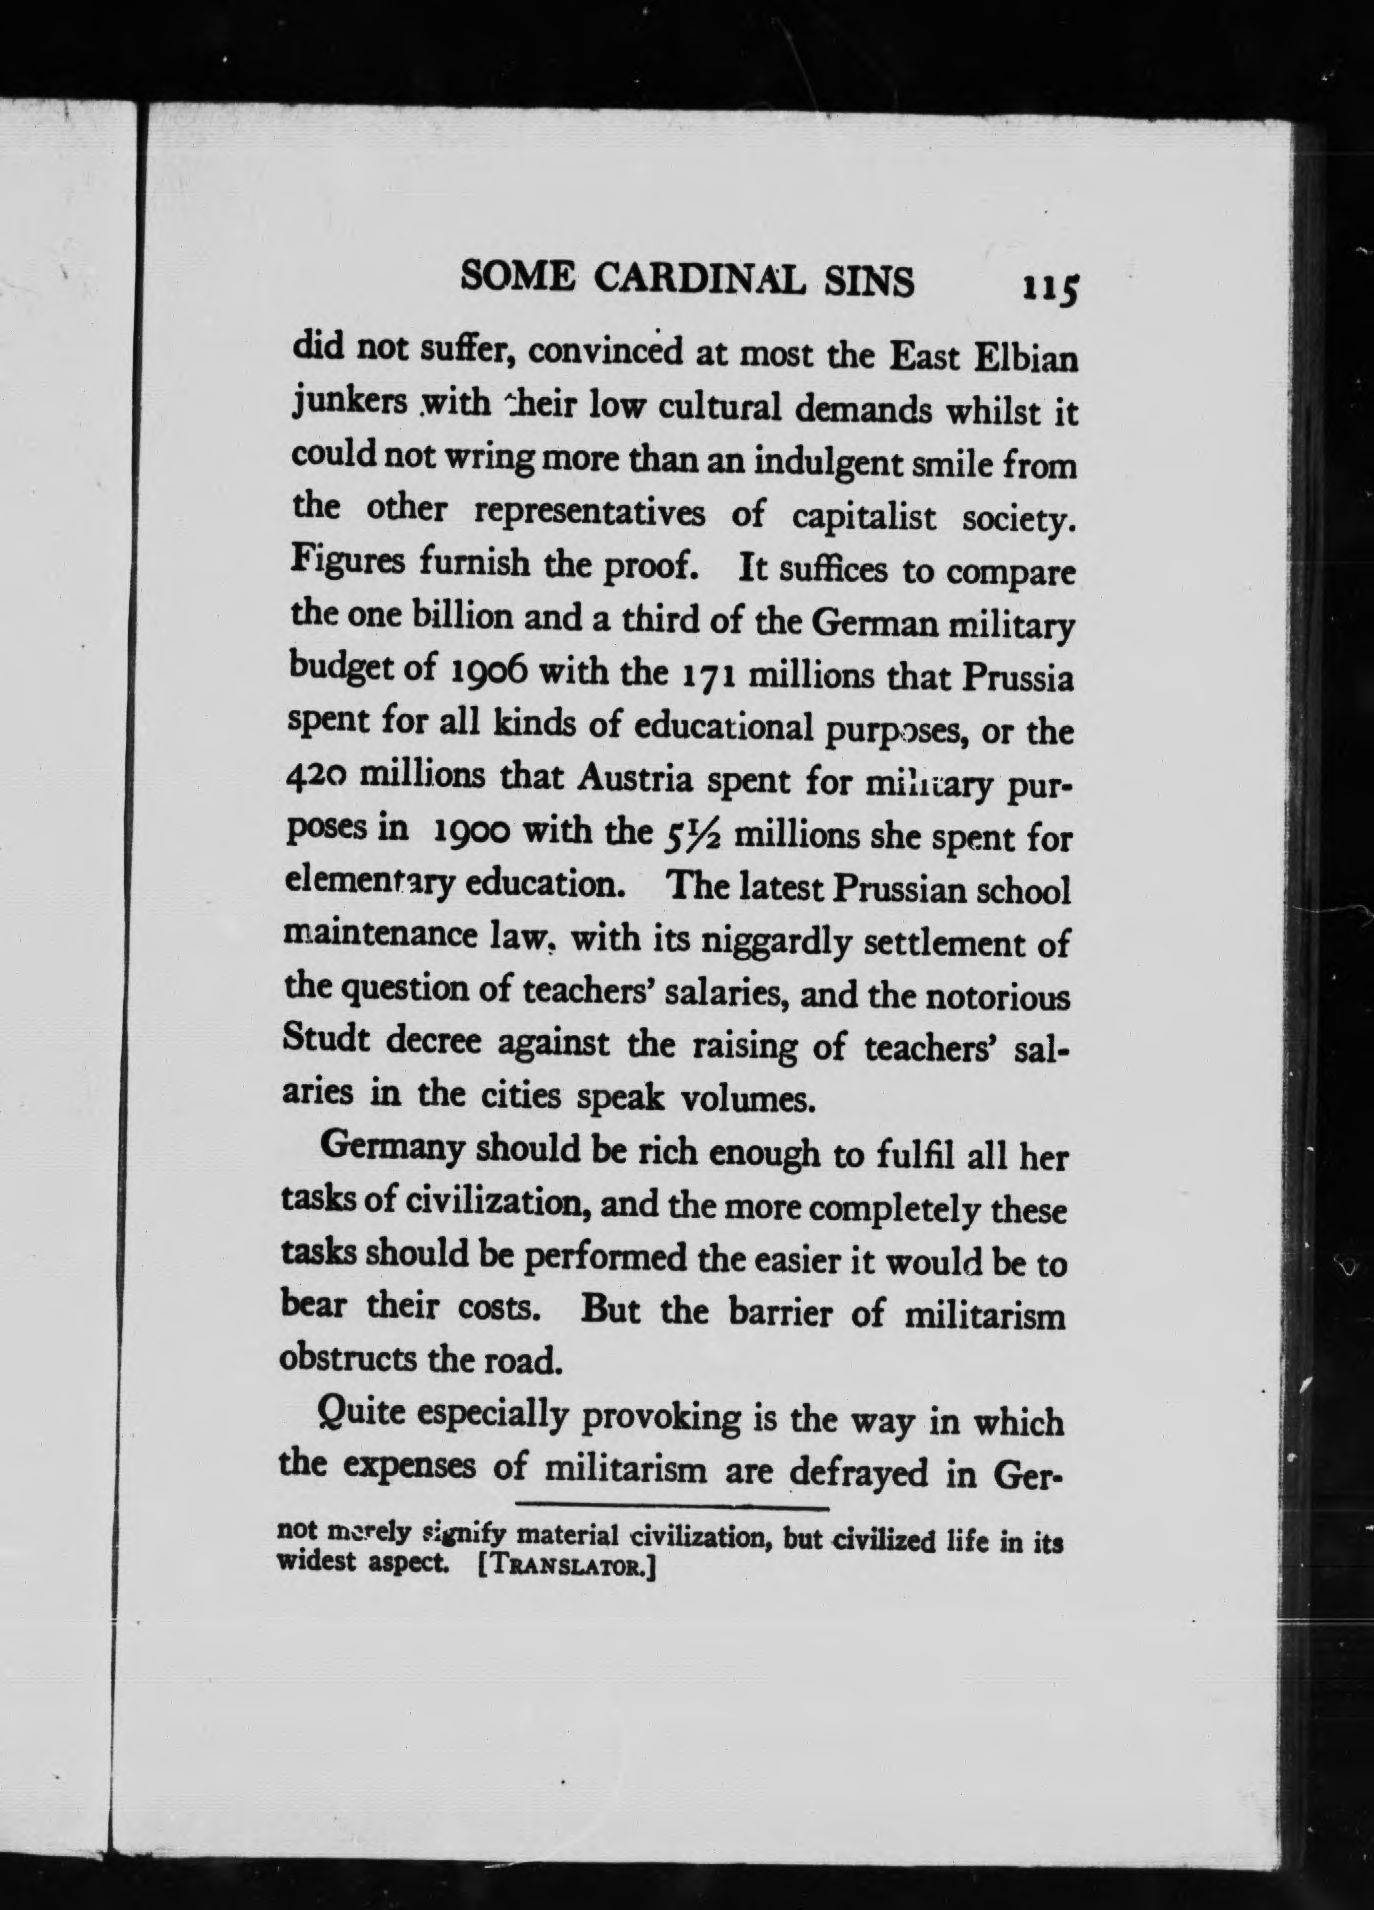 SOME CARDINAL SINS 115
did not suffer, convinced at most the East Elbian
junkers with their low cultural demands whilst it
could not wring more than an indulgent smile from
the other representatives of capitalist society.
Figures furnish the proof. It suffices to compare
the one billion and a third of the German military
budget of 1906 with the 171 millions that Prussia
spent for all kinds of educational purposes, or the
420 millions that Austria spent for military pur-
poses in 1900 with the 5½ millions she spent for
elementary education. The latest Prussian school
maintenance law, with its niggardly settlement of
the question of teachers' salaries, and the notorious
Studt decree against the raising of teachers' sal-
aries in the cities speak volumes.
Germany should be rich enough to fulfil all her
tasks of civilization, and the more completely these
tasks should be performed the easier it would be to
bear their costs. But the barrier of militarism
obstructs the road.
Quite especially provoking is the way in which
the expenses of militarism are defrayed in Ger-
not merely signify material civilization, but civilized life in its
widest aspect. [TRANSLATOR.]